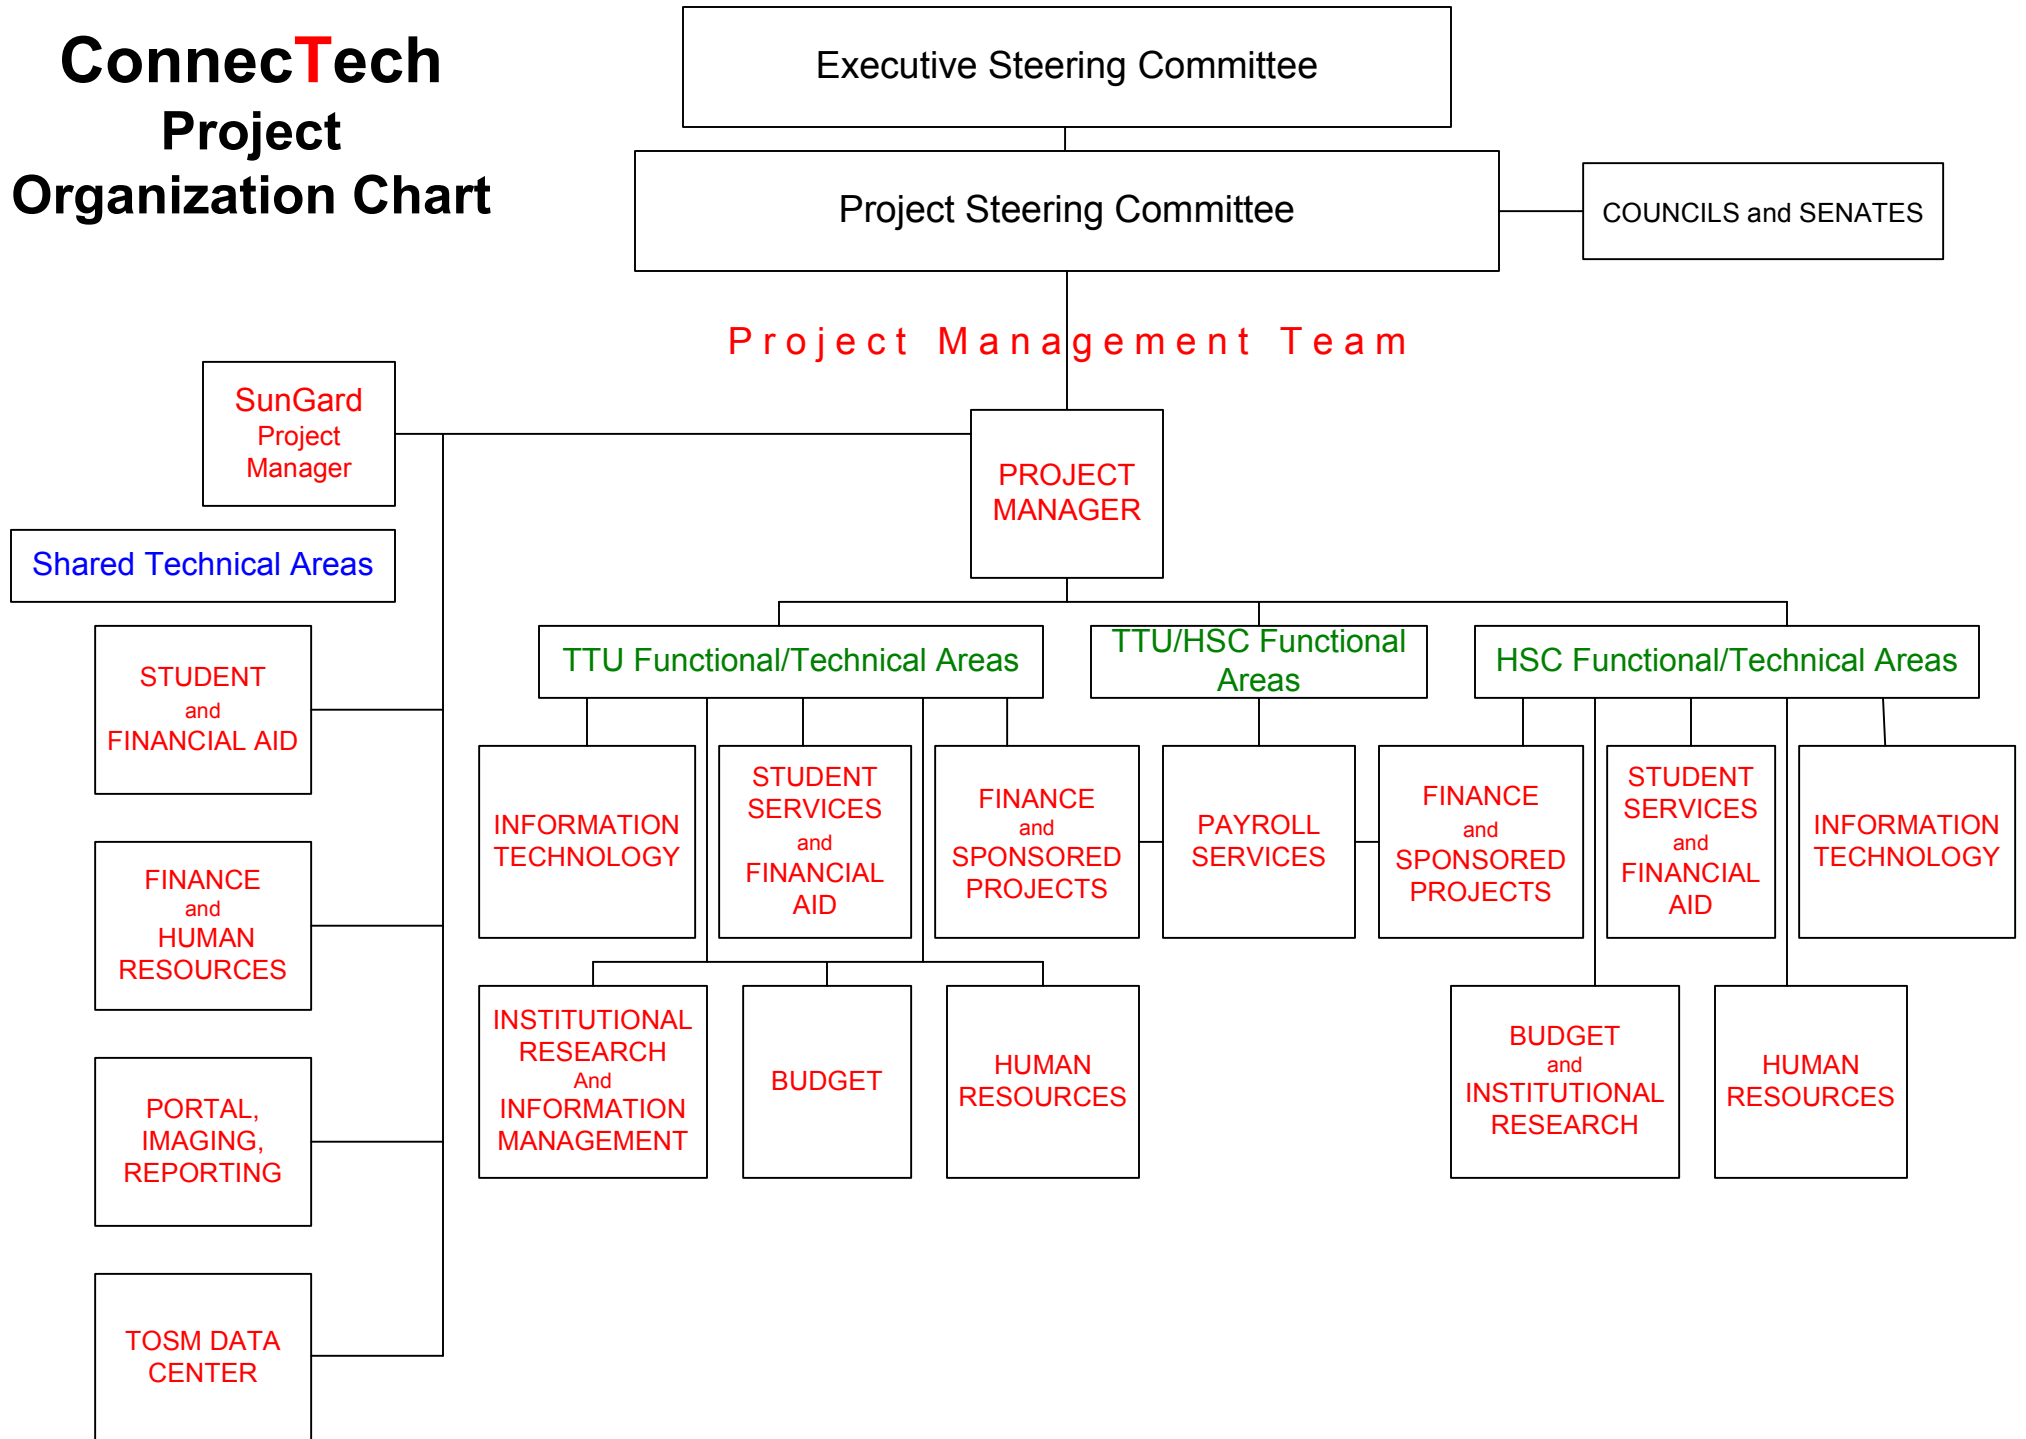 ConnecTech
Project
Organization Chart
Executive Steering Committee
Project Steering Committee
COUNCILS and SENATES
Project Management Team
SunGard
Project
Manager
PROJECT
MANAGER
Shared Technical Areas
STUDENT
and
FINANCIAL AID
FINANCE
and
HUMAN
RESOURCES
PORTAL,
IMAGING,
REPORTING
TOSM DATA
CENTER
TTU Functional/Technical Areas
TTU/HSC Functional
Areas
HSC Functional/Technical Areas
INFORMATION
TECHNOLOGY
STUDENT
SERVICES
and
FINANCIAL
AID
FINANCE
and
SPONSORED
PROJECTS
PAYROLL
SERVICES
FINANCE
and
SPONSORED
PROJECTS
STUDENT
SERVICES
and
FINANCIAL
AID
INFORMATION
TECHNOLOGY
INSTITUTIONAL
RESEARCH
And
INFORMATION
MANAGEMENT
BUDGET
HUMAN
RESOURCES
BUDGET
and
INSTITUTIONAL
RESEARCH
HUMAN
RESOURCES